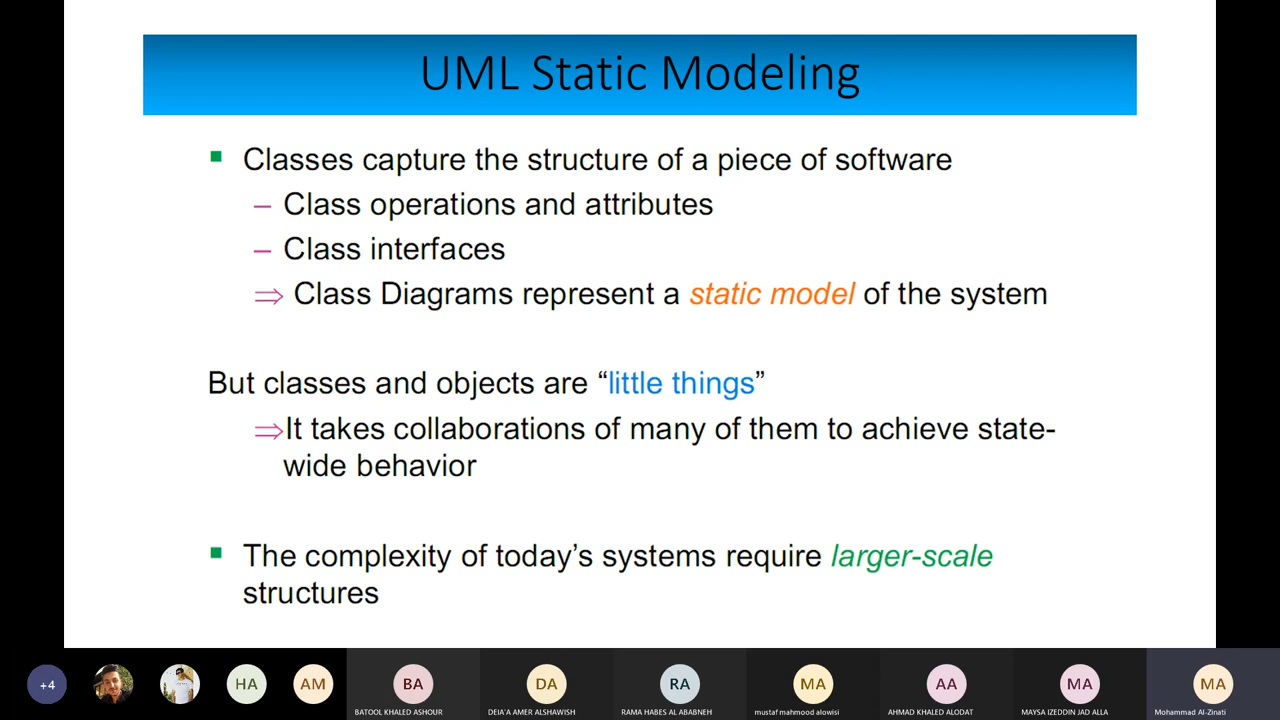 UML Static Modeling
Classes capture the structure of a piece of software
– Class operations and attributes
– Class interfaces
⇒ Class Diagrams represent a static model of the system
But classes and objects are “little things”
⇒It takes collaborations of many of them to achieve state-
wide behavior
The complexity of today’s systems require larger-scale
structures
+4
HA
AM
BA
DA
RA
MA
AA
MA
MA
BATOOL KHALED ASHOUR
DEIA'A AMER ALSHAWISH
RAMA HABES AL ABABNEH
mustaf mahmood alowisi
AHMAD KHALED ALODAT
MAYSA IZEDDIN JAD ALLA
Mohammad Al-Zinati